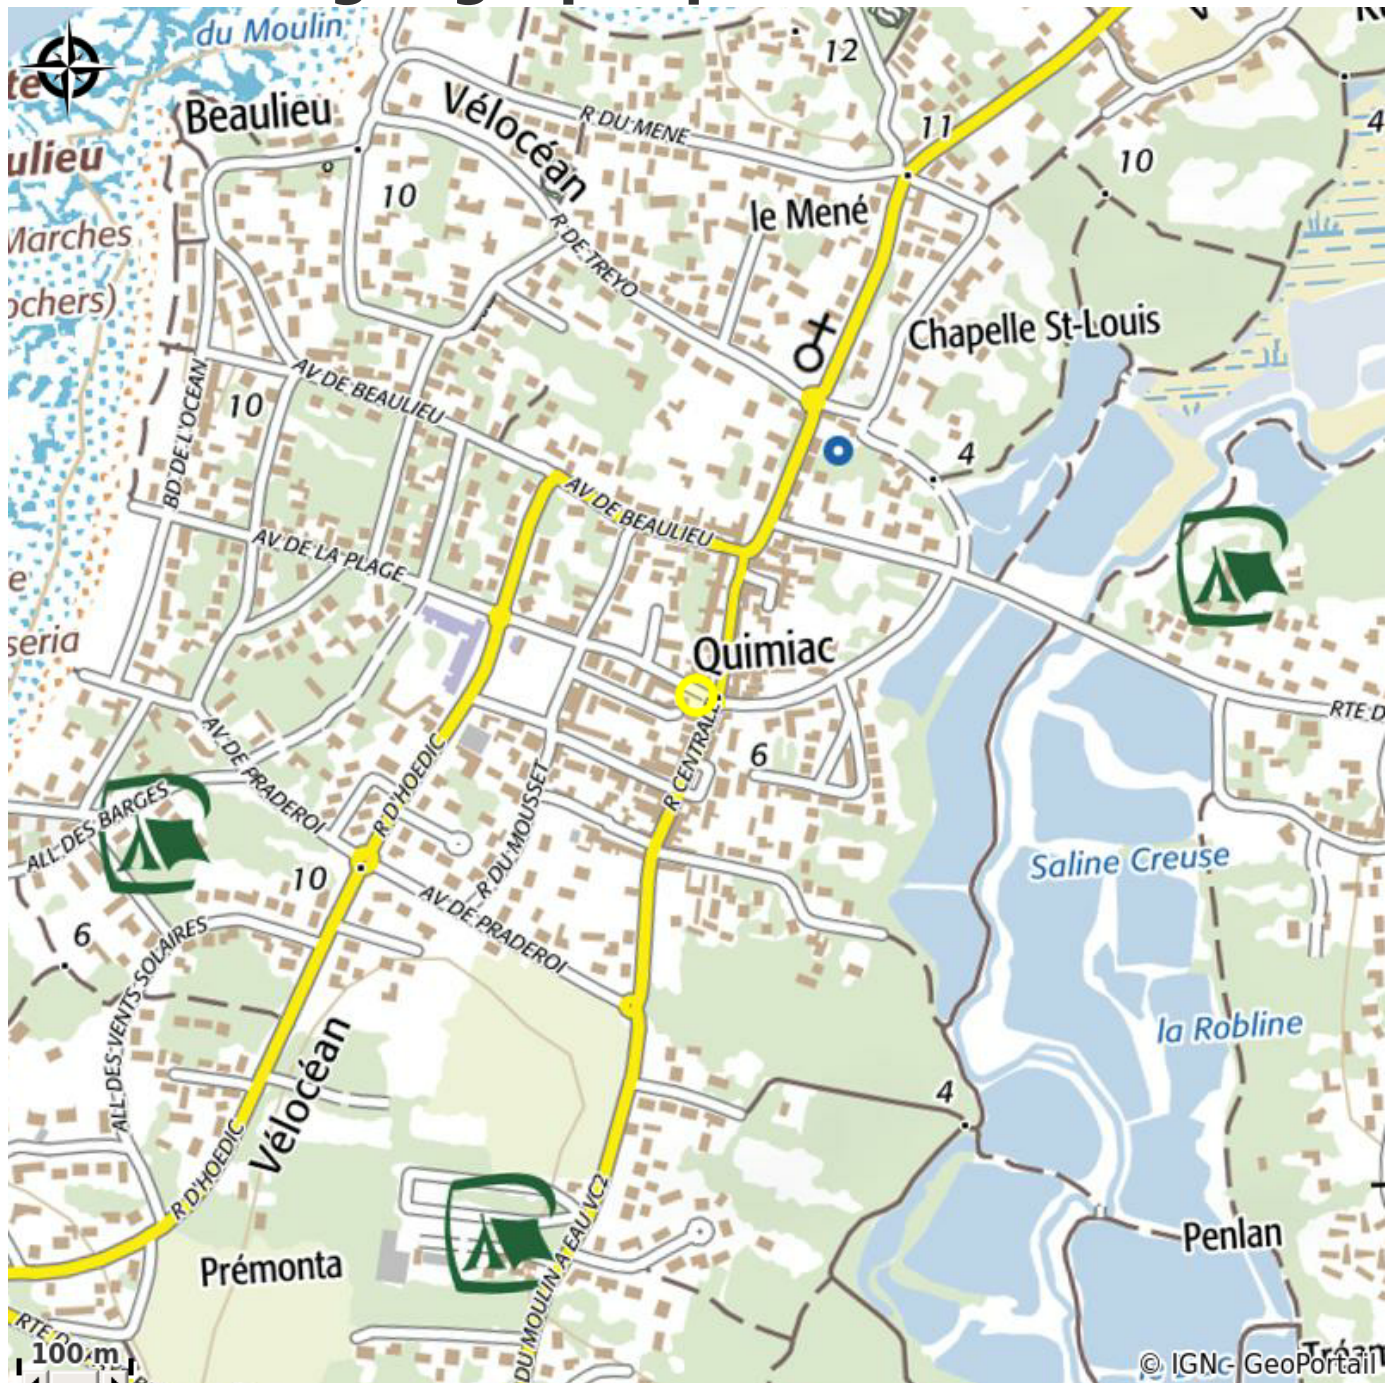 du Moulin
12
Beaulieu
Vélocéan
R DU MENE
11
4
ulieu
10
10
le Mené
Marches
R DE TREYO
ochers)
Chapelle St-Louis
AV DE BEAULIEU
BD DE L'OCEAN
10
4
AV DE BEAULIEU
AV DE LA PLAGE
e
seria
Quimiac
RTE D
AV DE PRADEROI
R D'HOEDIC
R CENTRALE
6
ALL DES BARGES
R DU MOUSSET
Saline Creuse
10
AV DE PRADEROI
6
ALL DES VENTS SOLAIRES
la Robline
Vélocéan
4
R D'HOEDIC
DU MOULIN A EAU VC2
Penlan
Prémonta
100 m
© IGN - GeoPortail